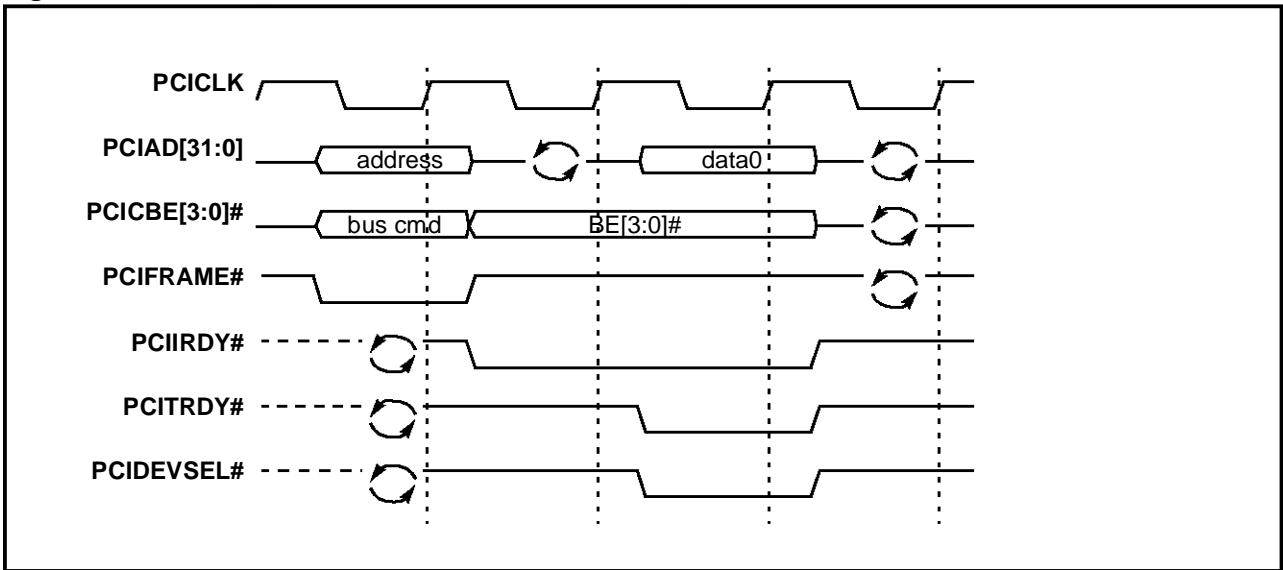 PCICLK
PCIAD[31:0] address data0
PCICBE[3:0]# bus cmd BE[3:0]#
PCIFRAME#
PCIIRDY#
PCITRDY#
PCIDEVSEL#